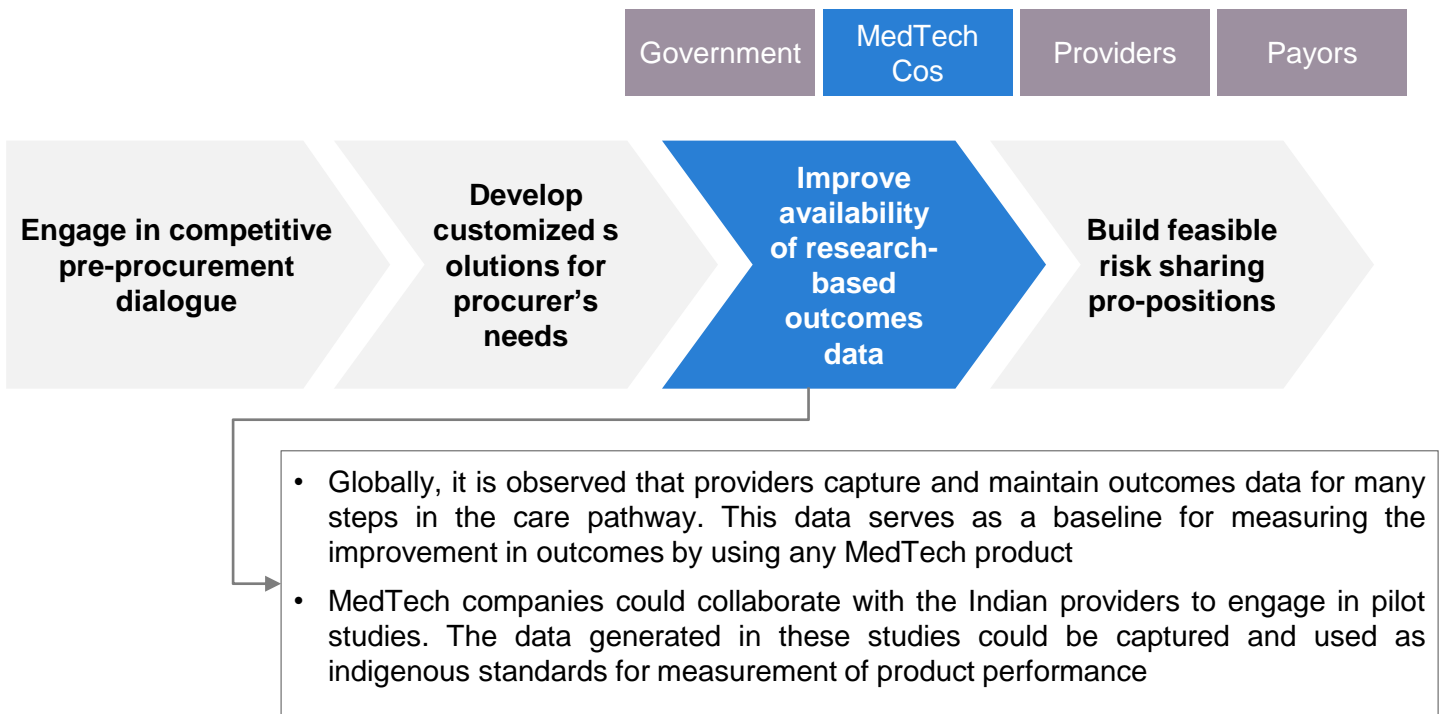 Government
MedTech
Cos
Providers
Payors
Engage in competitive
pre-procurement
dialogue
Develop
customized s
olutions for
procurer's
needs
Improve
availability
of research-
based
outcomes
data
Build feasible
risk sharing
pro-positions
• Globally, it is observed that providers capture and maintain outcomes data for many
steps in the care pathway. This data serves as a baseline for measuring the
improvement in outcomes by using any MedTech product
• MedTech companies could collaborate with the Indian providers to engage in pilot
studies. The data generated in these studies could be captured and used as
indigenous standards for measurement of product performance